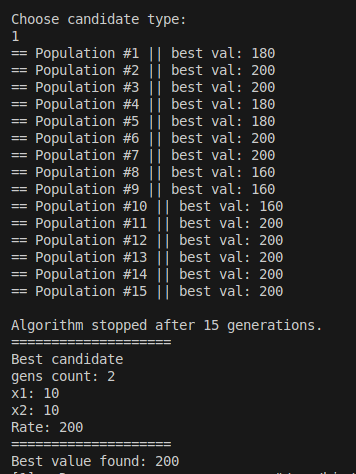 Choose candidate type:
1
== Population #1 || best val: 180
== Population #2 || best val: 200
== Population #3 || best val: 200
== Population #4 || best val: 180
== Population #5 || best val: 180
== Population #6 || best val: 200
== Population #7 || best val: 200
== Population #8 || best val: 160
== Population #9 || best val: 160
== Population #10 || best val: 160
== Population #11 || best val: 200
== Population #12 || best val: 200
== Population #13 || best val: 200
== Population #14 || best val: 200
== Population #15 || best val: 200
Algorithm stopped after 15 generations.
====================
Best candidate
gens count: 2
x1: 10
x2: 10
Rate: 200
====================
Best value found: 200